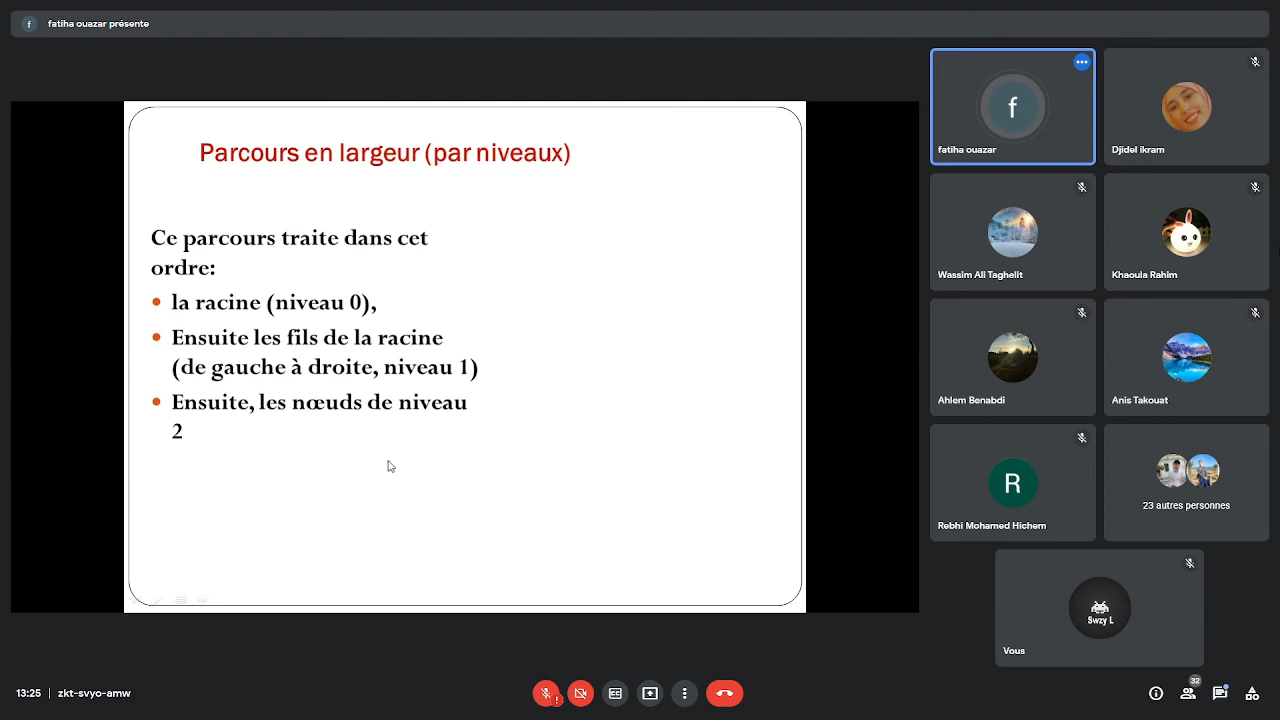 f fatiha ouazar présente
Parcours en largeur (par niveaux)
Ce parcours traite dans cet
ordre:
• la racine (niveau 0),
• Ensuite les fils de la racine
(de gauche à droite, niveau 1)
• Ensuite, les nœuds de niveau
2
f
fatiha ouazar
Djidel ikram
Wassim Ali Taghelit
Khaoula Rahim
Ahlem Benabdi
Anis Takouat
R
Rebhi Mohamed Hichem
23 autres personnes
Swzy L
Vous
13:25 | zkt-svyo-amw
32